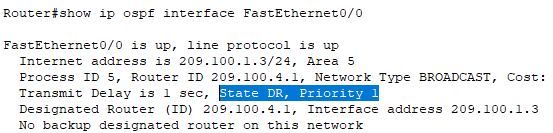 Router#show ip ospf interface FastEthernet0/0
FastEthernet0/0 is up, line protocol is up
Internet address is 209.100.1.3/24, Area 5
Process ID 5, Router ID 209.100.4.1, Network Type BROADCAST, Cost:
Transmit Delay is 1 sec, State DR, Priority 1
Designated Router (ID) 209.100.4.1, Interface address 209.100.1.3
No backup designated router on this network